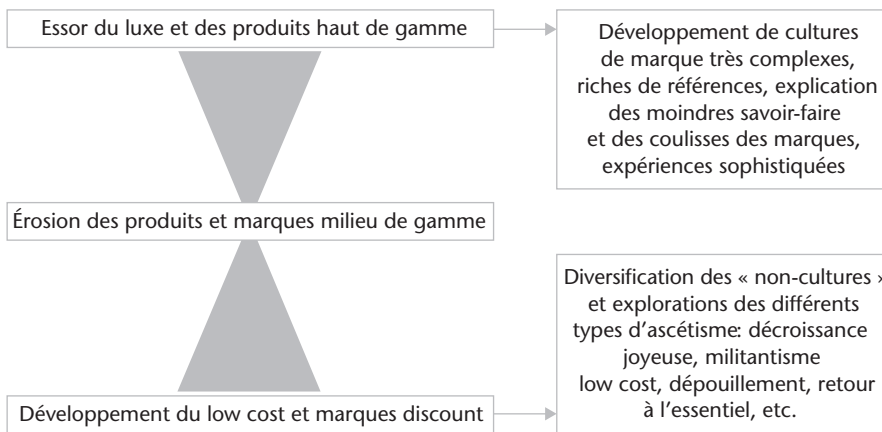 Essor du luxe et des produits haut de gamme
Développement de cultures
de marque très complexes,
riches de références, explication
des moindres savoir-faire
et des coulisses des marques,
expériences sophistiquées
Érosion des produits et marques milieu de gamme
Diversification des « non-cultures »
et explorations des différents
types d’ascétisme: décroissance
joyeuse, militantisme
low cost, dépouillement, retour
à l’essentiel, etc.
Développement du low cost et marques discount